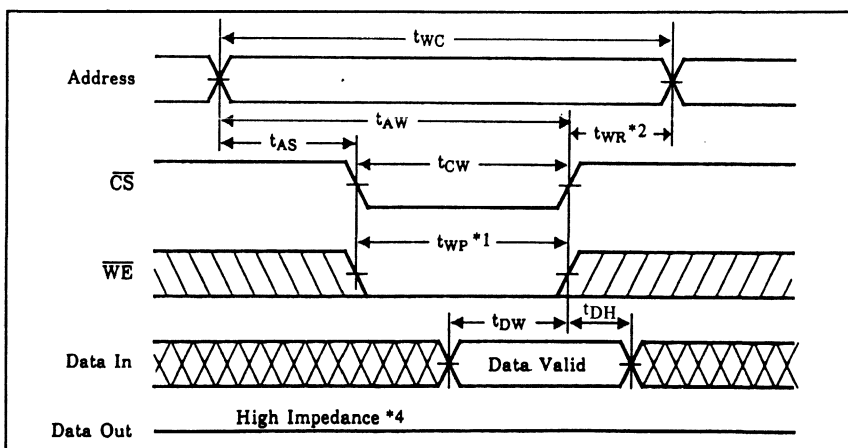 tWC
Address
tAW
tAS
tWR *2
CS
tCW
WE
tWP *1
tDW
tDH
Data In
Data Valid
High Impedance *4
Data Out